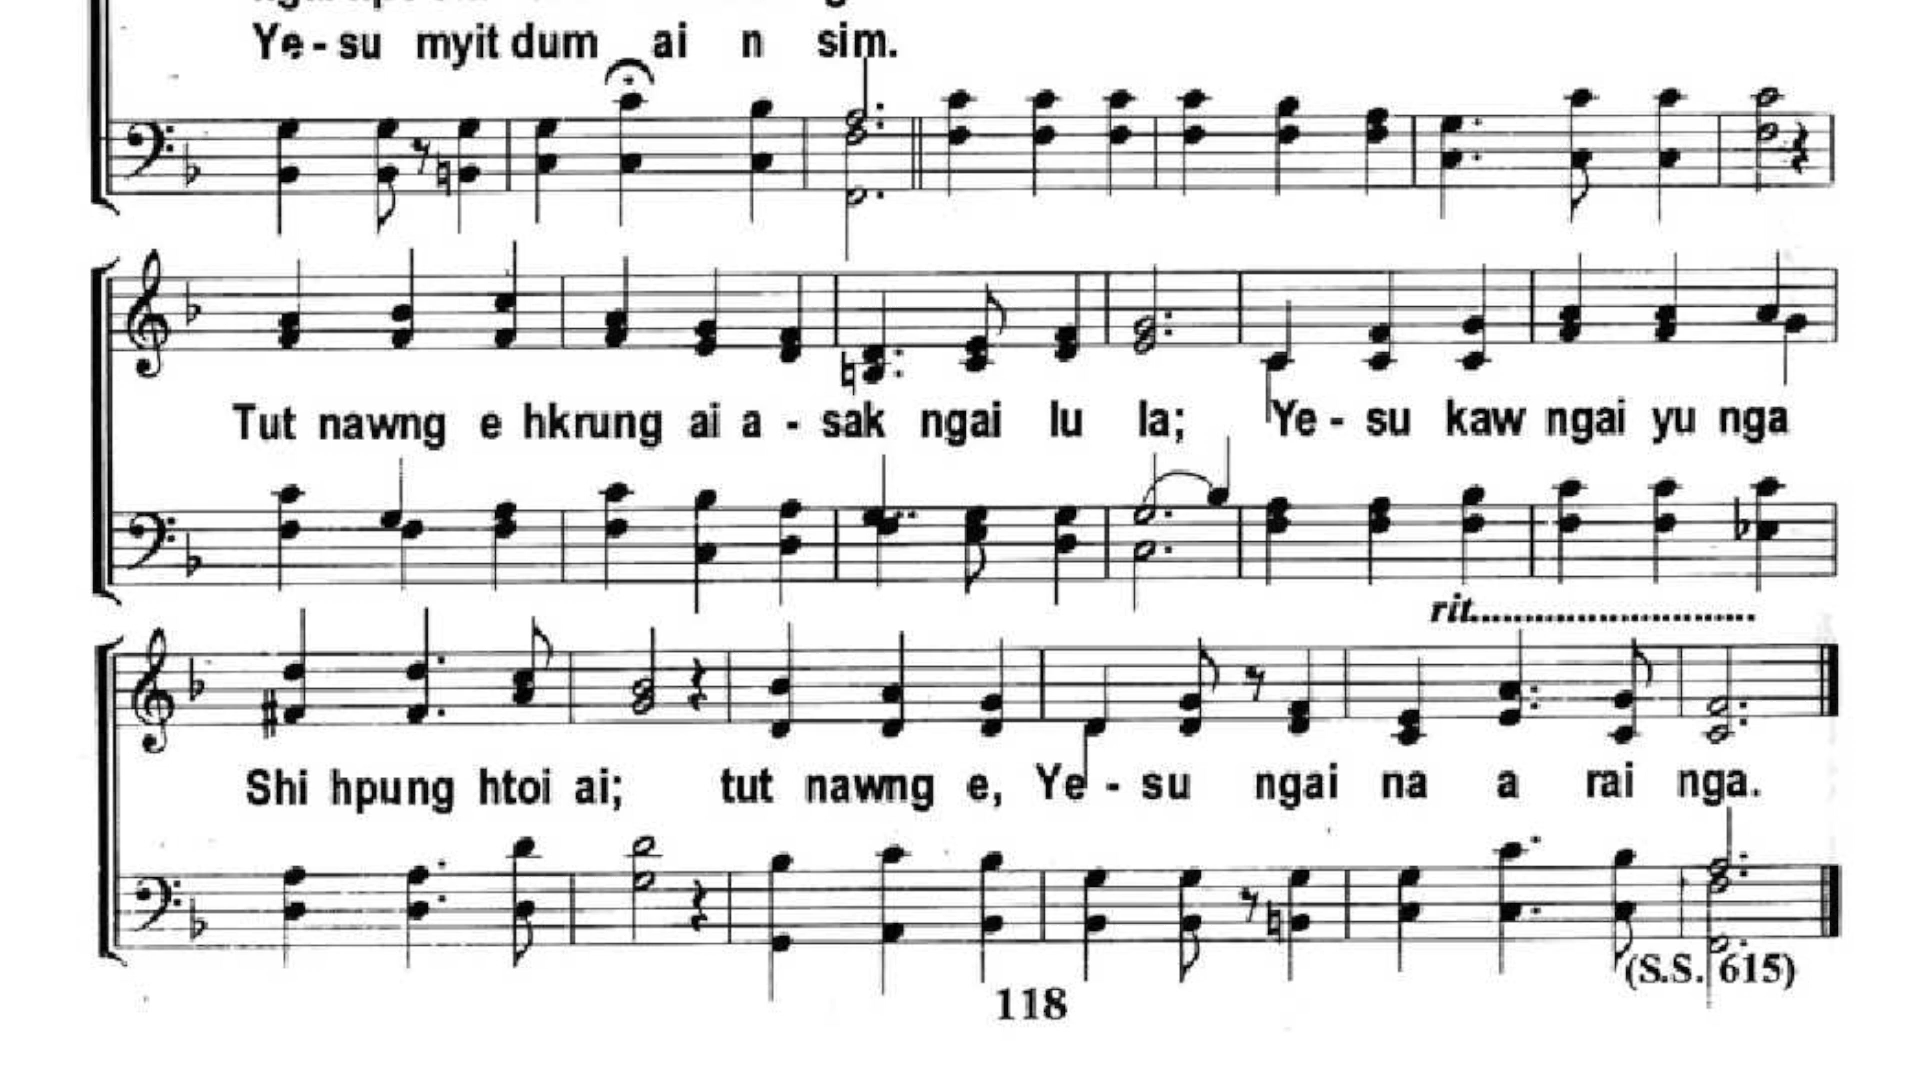 Ye - su myit dum ai n sim.
Tut nawng e hkrung ai a - sak ngai lu la; Ye - su kaw ngai yu nga
rit...........................
Shi hpung htoi ai; tut nawng e, Ye - su ngai na a rai nga.
(S.S. 615)
118